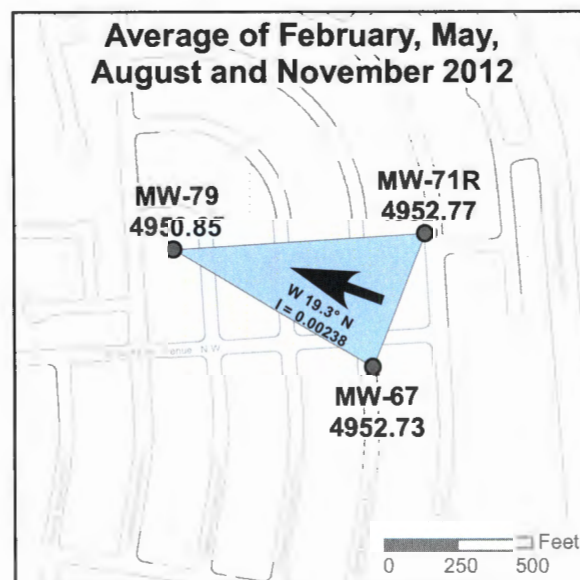 Average of February, May,
August and November 2012
MW-71R
4952.77
MW-79
4950.85
W 19.3° N
I = 0.00238
enue N W
MW-67
4952.73
Feet
0 250 500